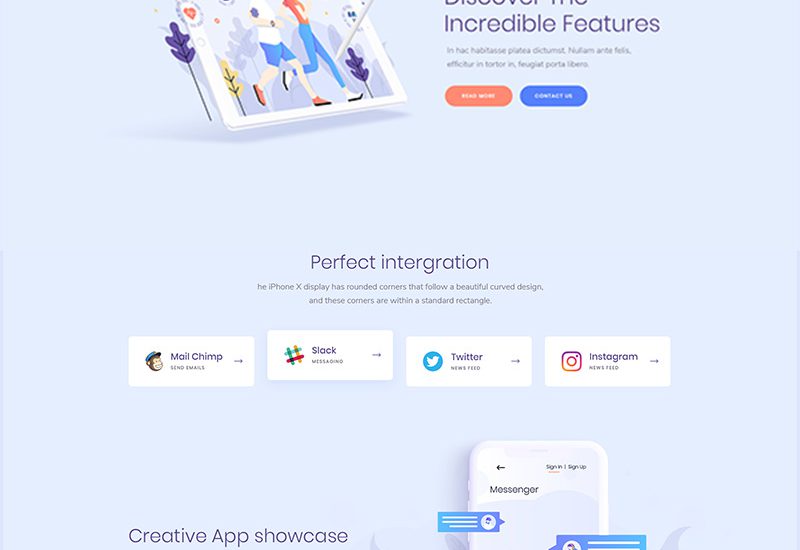 Discover The
Incredible Features
In hac habitasse platea dictumst. Nullam ante felis,
efficitur in tortor in, feugiat porta libero.
READ MORE
CONTACT US
Perfect intergration
he iPhone X display has rounded corners that follow a beautiful curved design,
and these corners are within a standard rectangle.
Mail Chimp
SEND EMAILS
Slack
MESSAGING
Twitter
NEWS FEED
Instagram
NEWS FEED
Sign In | Sign Up
Messenger
Creative App showcase